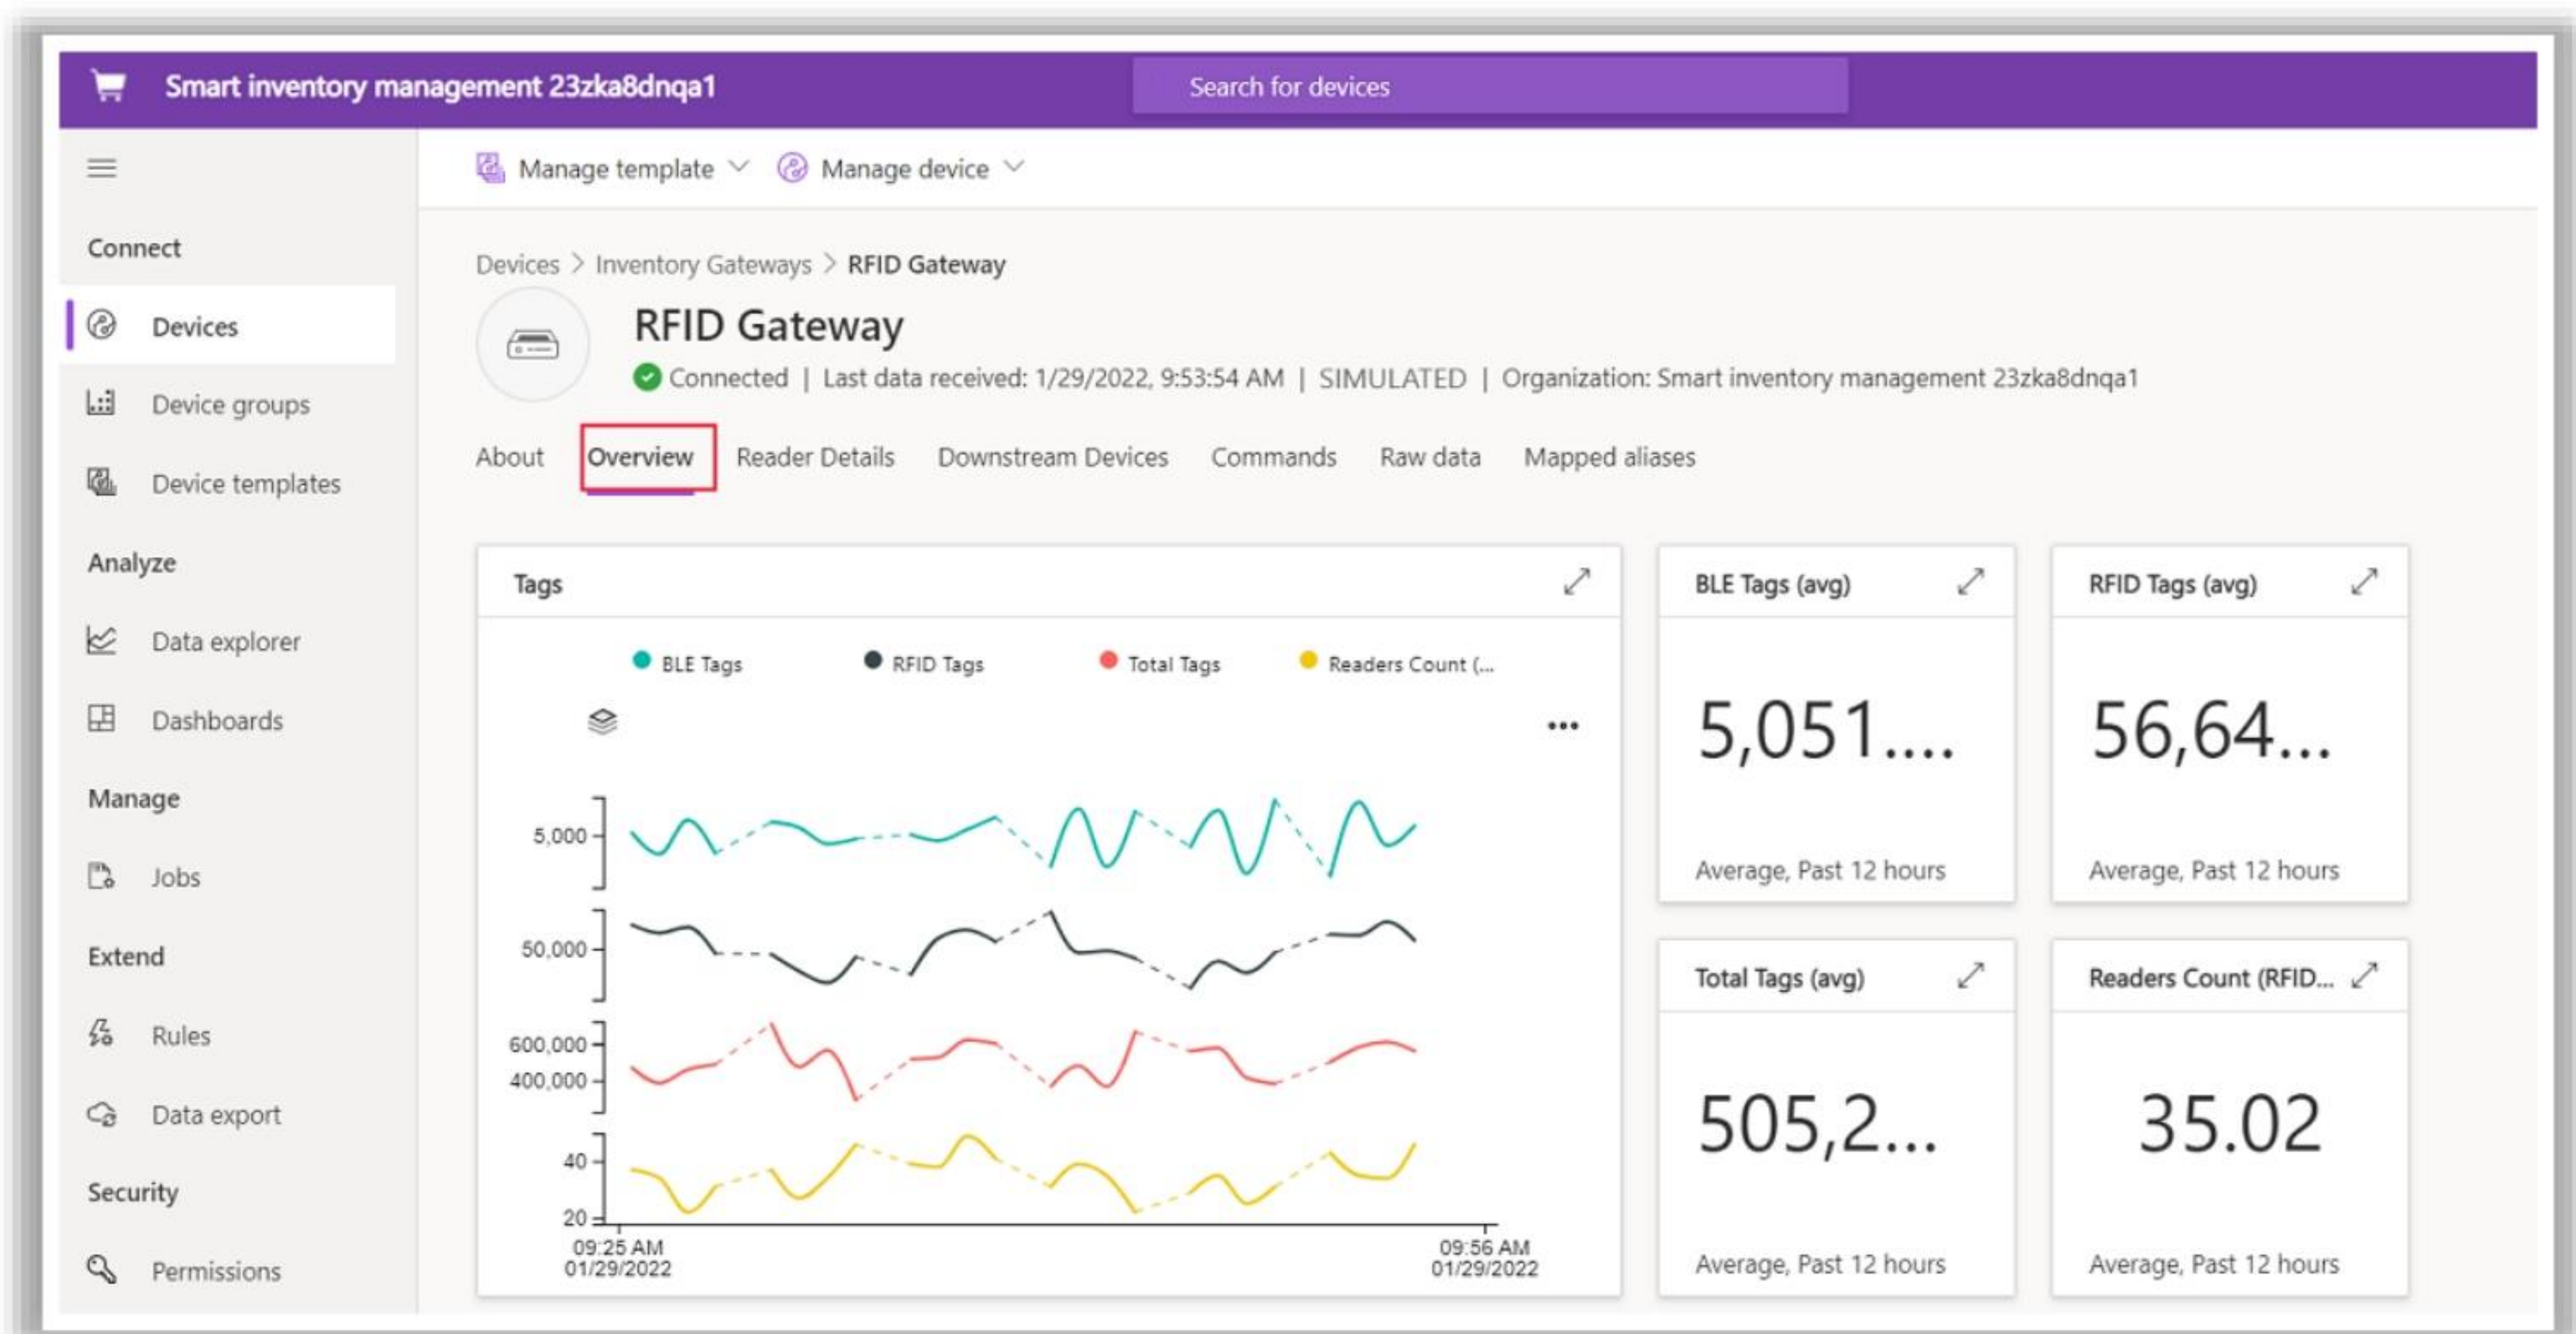 Smart inventory management 23zka8dnqa1
Search for devices
Manage template
Manage device
Connect
Devices
Device groups
Device templates
Analyze
Data explorer
Dashboards
Manage
Jobs
Extend
Rules
Data export
Security
Permissions
Devices > Inventory Gateways > RFID Gateway
RFID Gateway
Connected | Last data received: 1/29/2022, 9:53:54 AM | SIMULATED | Organization: Smart inventory management 23zka8dnqa1
About Overview Reader Details Downstream Devices Commands Raw data Mapped aliases
Tags
BLE Tags RFID Tags Total Tags Readers Count (...
•••
5,000
50,000
600,000
400,000
40
20
09:25 AM
01/29/2022
09:56 AM
01/29/2022
BLE Tags (avg)
5,051....
Average, Past 12 hours
RFID Tags (avg)
56,64...
Average, Past 12 hours
Total Tags (avg)
505,2...
Average, Past 12 hours
Readers Count (RFID...
35.02
Average, Past 12 hours